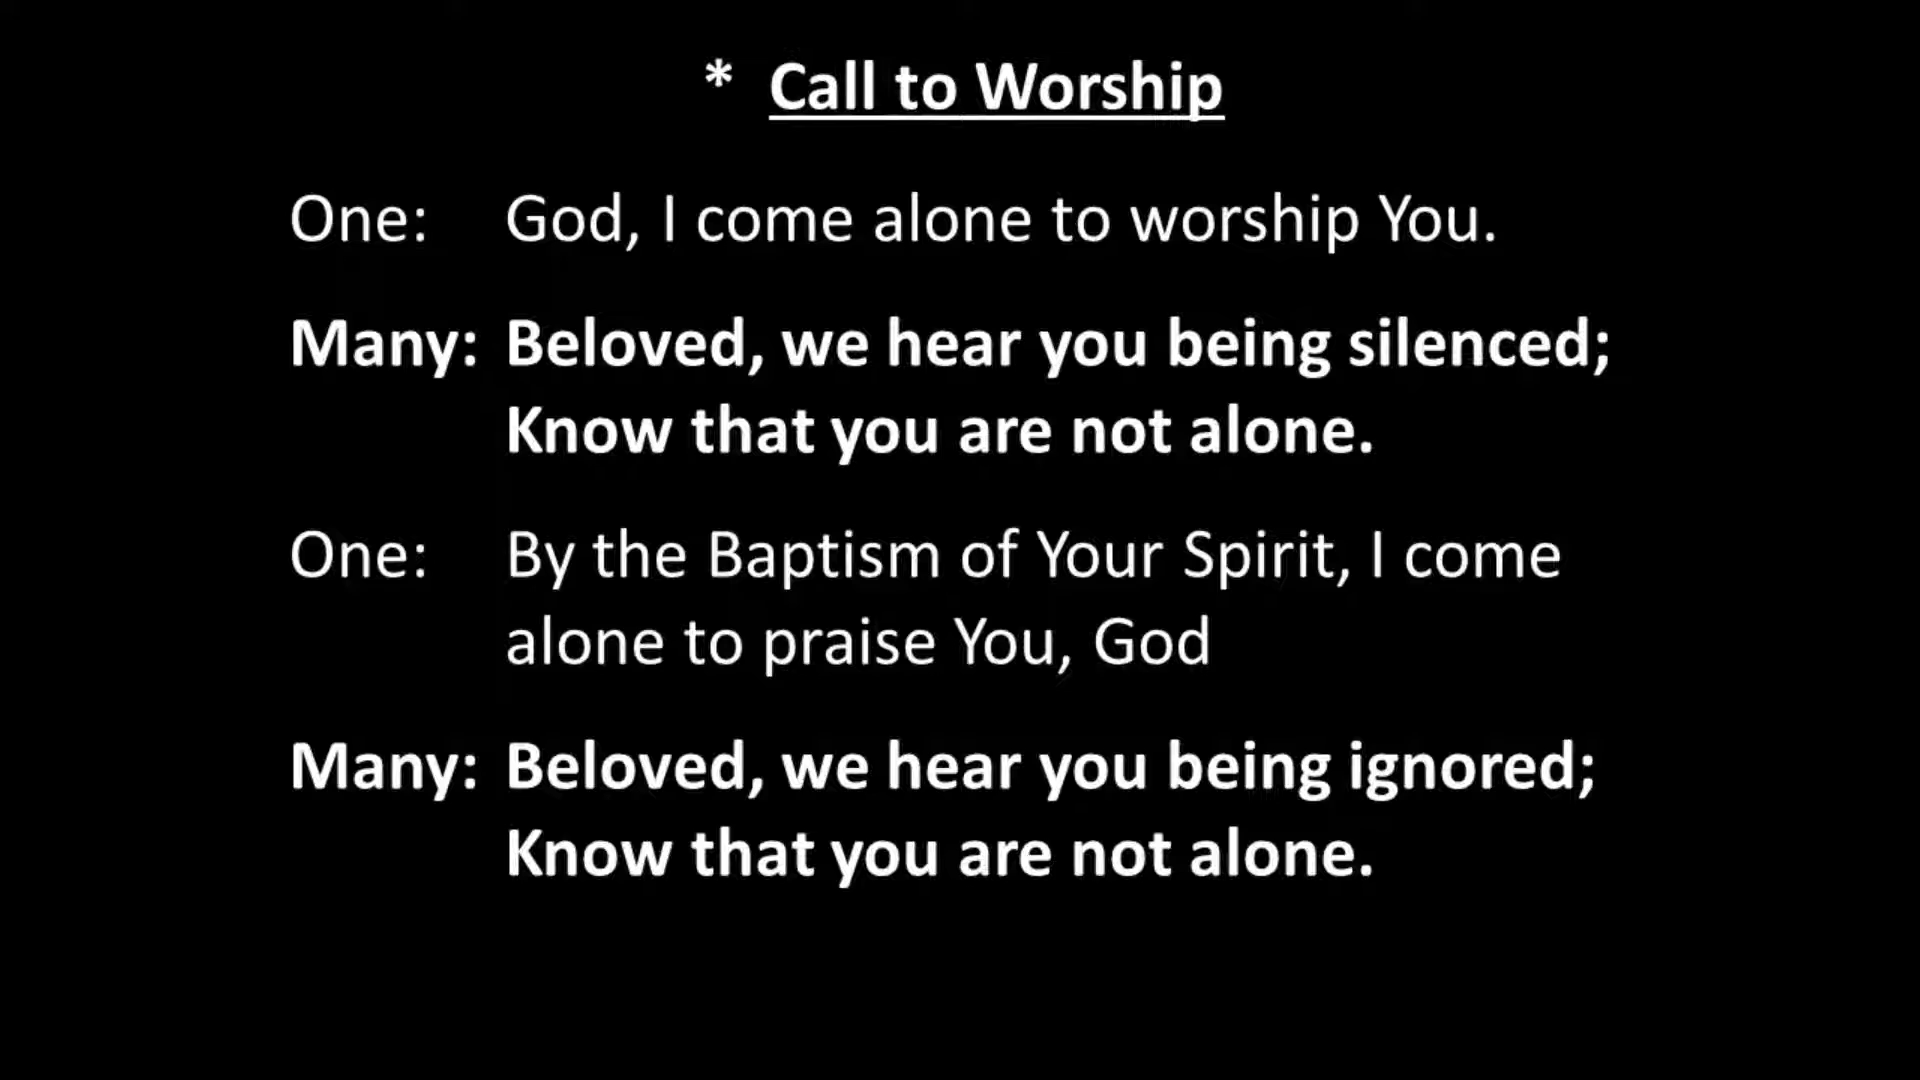 * Call to Worship
One: God, I come alone to worship You.
Many: Beloved, we hear you being silenced;
Know that you are not alone.
One: By the Baptism of Your Spirit, I come
alone to praise You, God
Many: Beloved, we hear you being ignored;
Know that you are not alone.